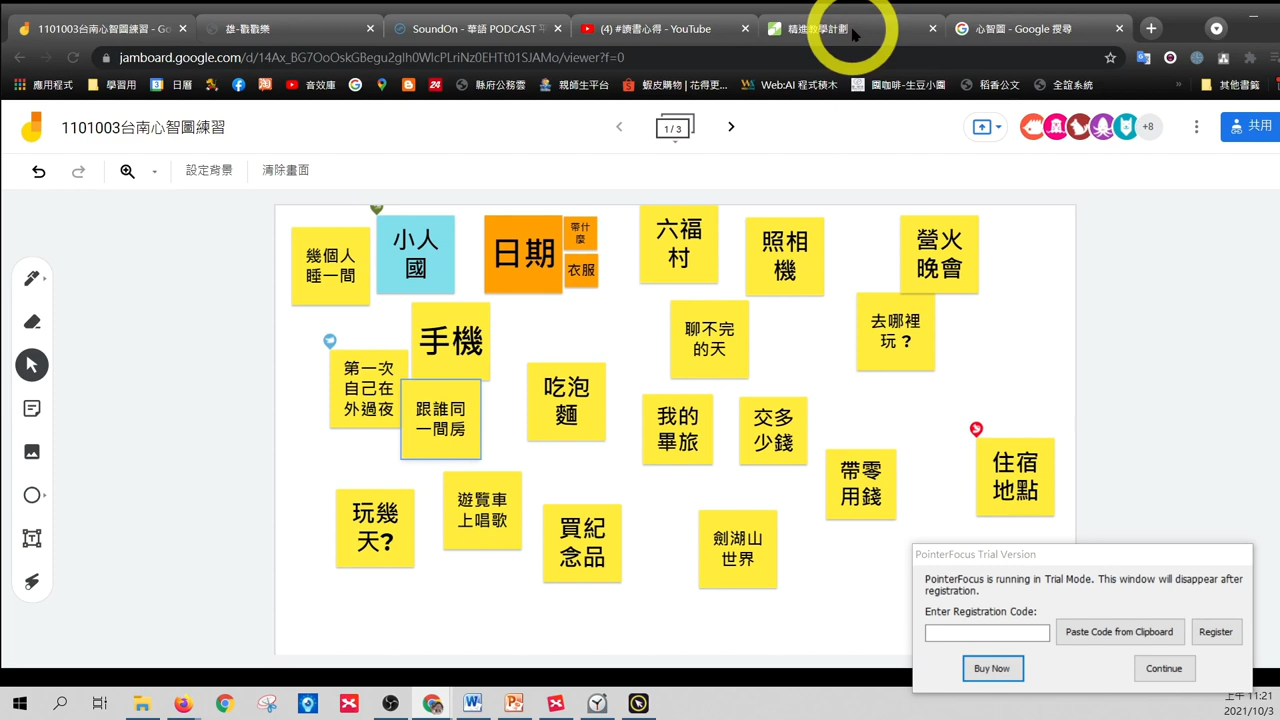 1101003台南心智圖練習 - Go
雄-戳戳樂
SoundOn - 華語 PODCAST
(4) #讀書心得 - YouTube
精進教學計劃
心智圖 - Google 搜尋
jamboard.google.com/d/14Ax_BG7OzskGBegu2gIh0WIcPLriNz0EHTt01SJAMo/viewer?f=0
應用程式
學習用
日曆
音效庫
縣府公務雲
親師生平台
蝦皮購物 | 花得更...
Web:AI 程式積木
團咖啡-生豆小團
稻香公文
全誼系統
»
其他書籤
1101003台南心智圖練習
1 / 3
+8
共用
設定背景
清除畫面
幾個人
睡一間
小人
國
日期
帶什
麼
衣服
六福
村
照相
機
營火
晚會
手機
聊不完
的天
去哪裡
玩？
第一次
自己在
外過夜
跟誰同
一間房
吃泡
麵
我的
畢旅
交多
少錢
帶零
用錢
住宿
地點
玩幾
天?
遊覽車
上唱歌
買紀
念品
劍湖山
世界
PointerFocus Trial Version
PointerFocus is running in Trial Mode. This window will disappear after
registration.
Enter Registration Code:
Paste Code from Clipboard
Register
Buy Now
Continue
上午 11:21
2021/10/3